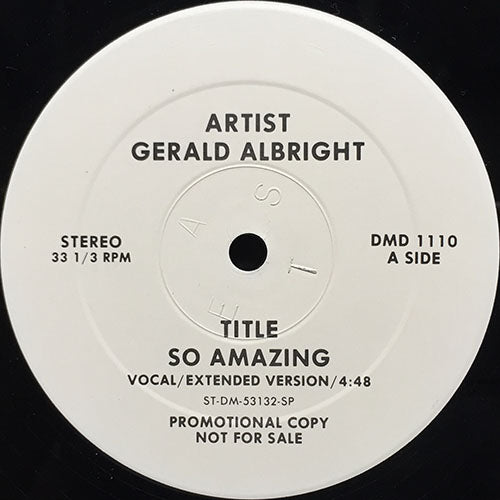 ARTIST
GERALD ALBRIGHT
STEREO
33 1/3 RPM
DMD 1110
A SIDE
TITLE
SO AMAZING
VOCAL/EXTENDED VERSION/4:48
ST-DM-53132-SP
PROMOTIONAL COPY
NOT FOR SALE